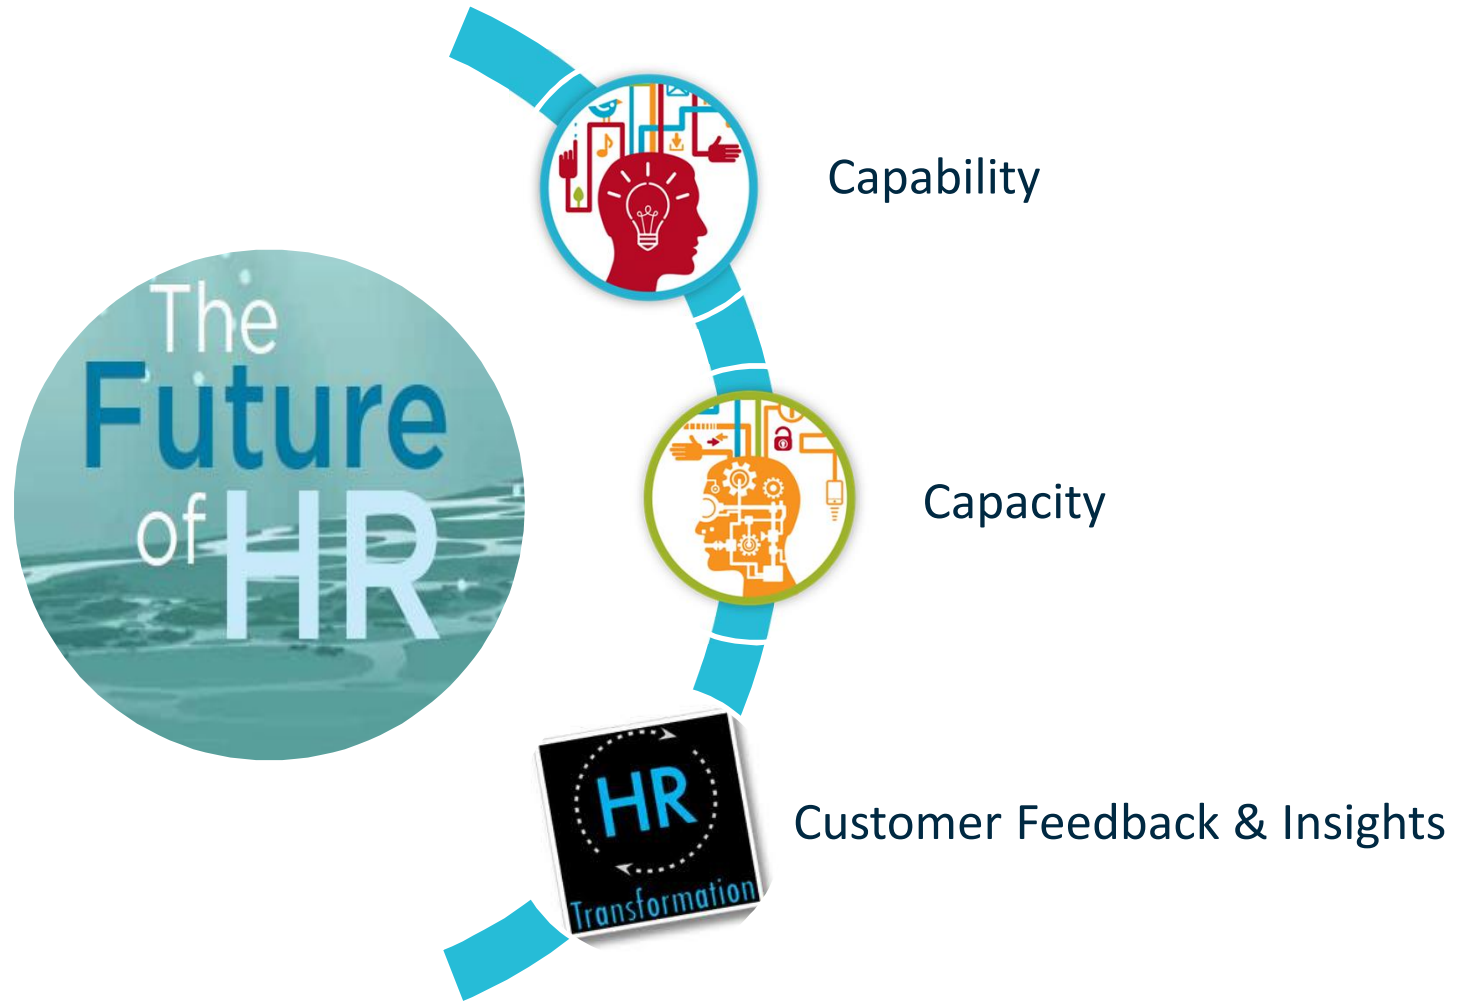 The
Future
of HR
Capability
Capacity
HR
Transformation
Customer Feedback & Insights